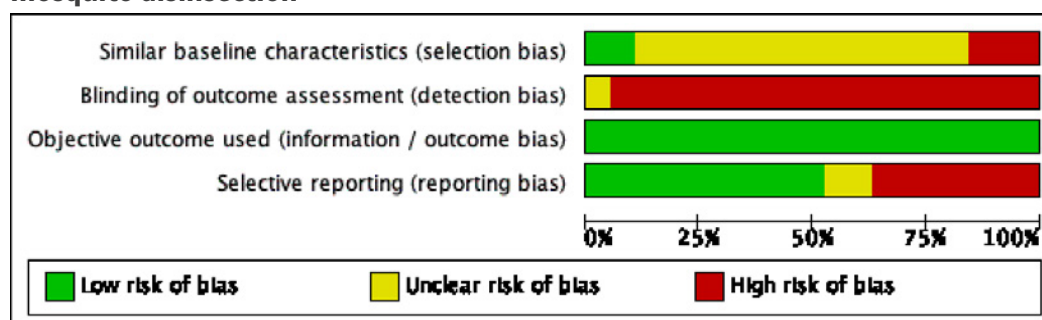 Similar baseline characteristics (selection bias)
Blinding of outcome assessment (detection bias)
Objective outcome used (information / outcome bias)
Selective reporting (reporting bias)
0% 25% 50% 75% 100%
Low risk of bias Unclear risk of bias High risk of bias